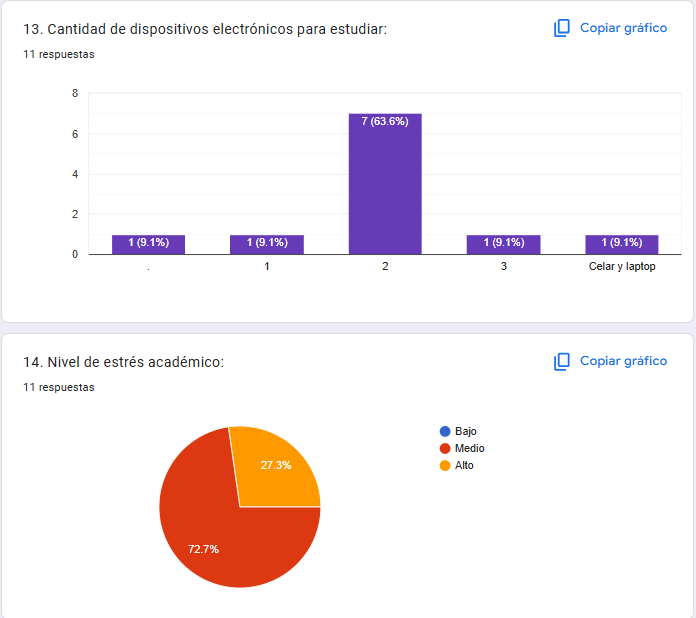 13. Cantidad de dispositivos electrónicos para estudiar:
Copiar gráfico
11 respuestas
8
6
4
2
0
1 (9.1%)
1 (9.1%)
7 (63.6%)
1 (9.1%)
1 (9.1%)
.
1
2
3
Celar y laptop
14. Nivel de estrés académico:
Copiar gráfico
11 respuestas
Bajo
Medio
Alto
27.3%
72.7%